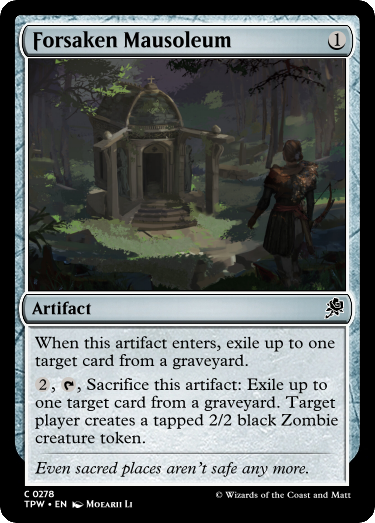 Forsaken Mausoleum 1
Artifact
When this artifact enters, exile up to one
target card from a graveyard.
2, , Sacrifice this artifact: Exile up to
one target card from a graveyard. Target
player creates a tapped 2/2 black Zombie
creature token.
Even sacred places aren't safe any more.
C 0278
TPW • EN Moearii Li
© Wizards of the Coast and Matt